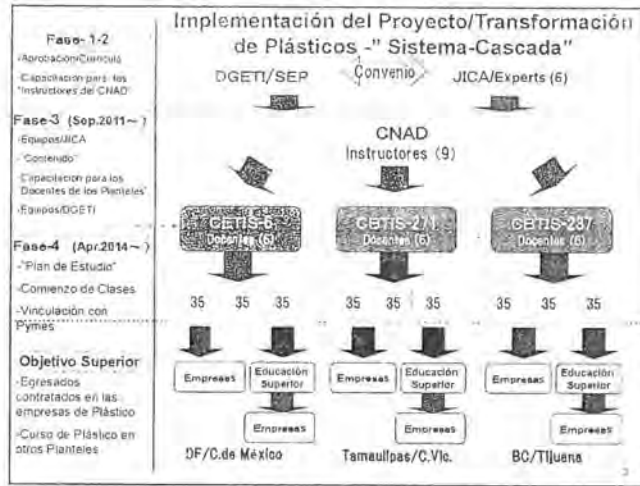 Implementación del Proyecto/Transformación
de Plásticos -" Sistema-Cascada"
Fase- 1-2
-Aprobación/Currícula
-Capacitación para los
"Instructores del CNAD"
Fase-3 (Sep.2011~)
-Equipos/JICA
-"Contenido"
-Capacitación para los
Docentes de los Planteles"
-Equipos/DGETI
Fase-4 (Apr.2014~)
-"Plan de Estudio"
-Comienzo de Clases
-Vinculación con
Pymes
Objetivo Superior
-Egresados
contratados en las
empresas de Plástico
-Curso de Plástico en
otros Planteles
DGETI/SEP Convenio JICA/Experts (6)
CNAD
Instructores (9)
CETIS-6 CBTIS-271 CBTIS-237
Docentes (6) Docentes (6) Docentes (6)
35 35 35 35 35 35 35 35 35
Empresas Educación Superior Empresas Educación Superior Empresas Educación Superior
Empresas Empresas Empresas
DF/C.de México Tamaulipas/C.Vic. BC/Tijuana